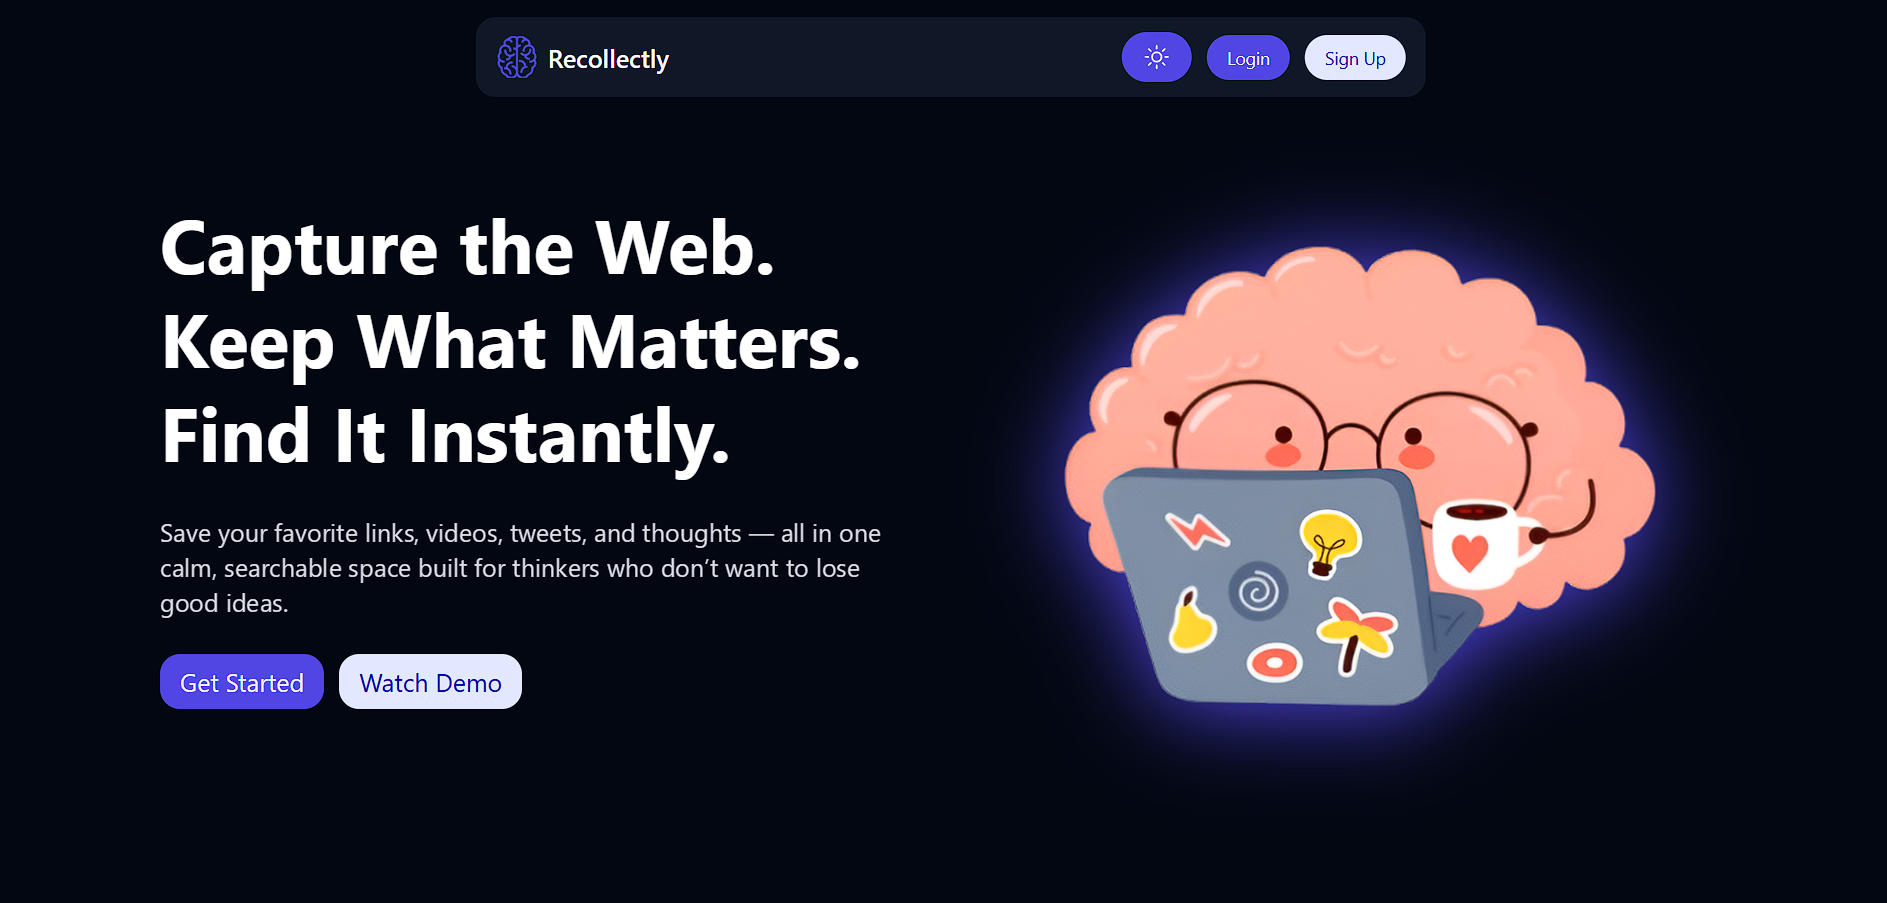 Recollectly
Login
Sign Up
Capture the Web.
Keep What Matters.
Find It Instantly.
Save your favorite links, videos, tweets, and thoughts — all in one
calm, searchable space built for thinkers who don’t want to lose
good ideas.
Get Started
Watch Demo